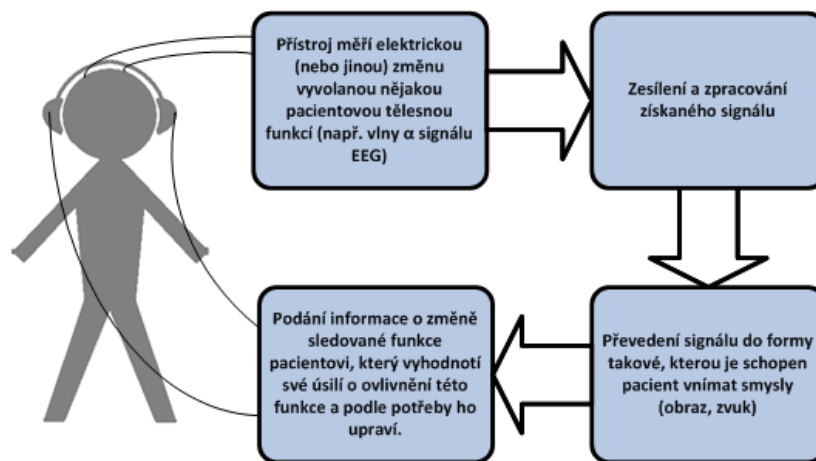 Přístroj měří elektrickou
(nebo jinou) změnu
vyvolanou nějakou
pacientovou tělesnou
funkcí (např. vlny α signálu
EEG)
Zesílení a zpracování
získaného signálu
Převedení signálu do formy
takové, kterou je schopen
pacient vnímat smysly
(obraz, zvuk)
Podání informace o změně
sledované funkce
pacientovi, který vyhodnotí
své úsilí o ovlivnění této
funkce a podle potřeby ho
upraví.